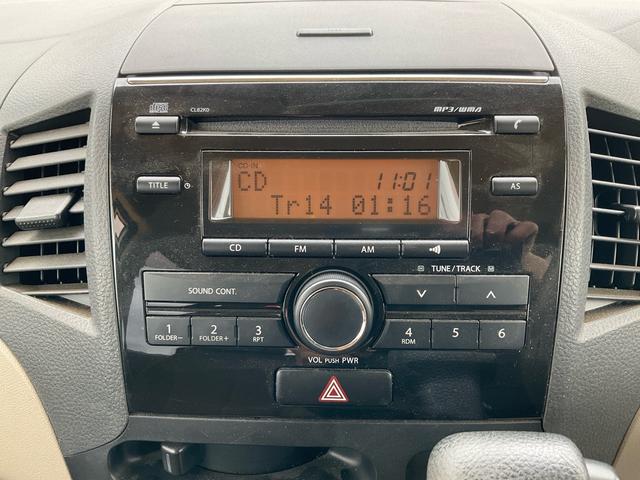 CL82K0 MP3/WMA
CD-IN
CD 11:01
Tr14 01:16
TITLE AS
CD FM AM
TUNE/TRACK
SOUND CONT.
1 FOLDER−
2 FOLDER+
3 RPT
4 RDM
5
6
VOL PUSH PWR